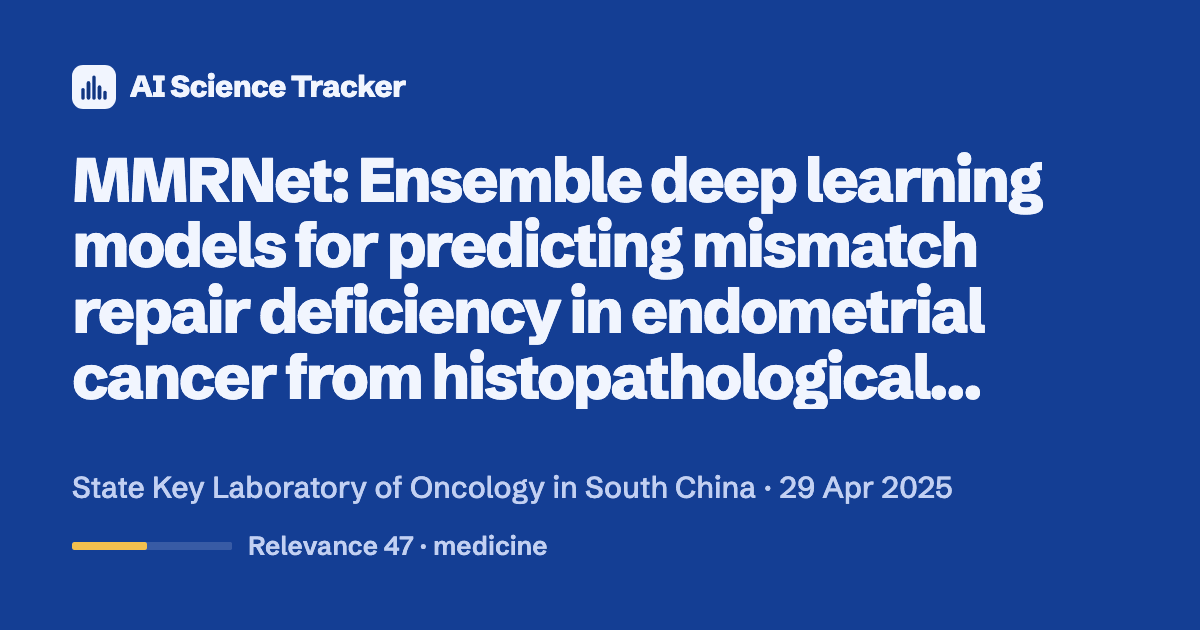 AI Science Tracker
MMRNet: Ensemble deep learning
models for predicting mismatch
repair deficiency in endometrial
cancer from histopathological...
State Key Laboratory of Oncology in South China · 29 Apr 2025
Relevance 47 · medicine